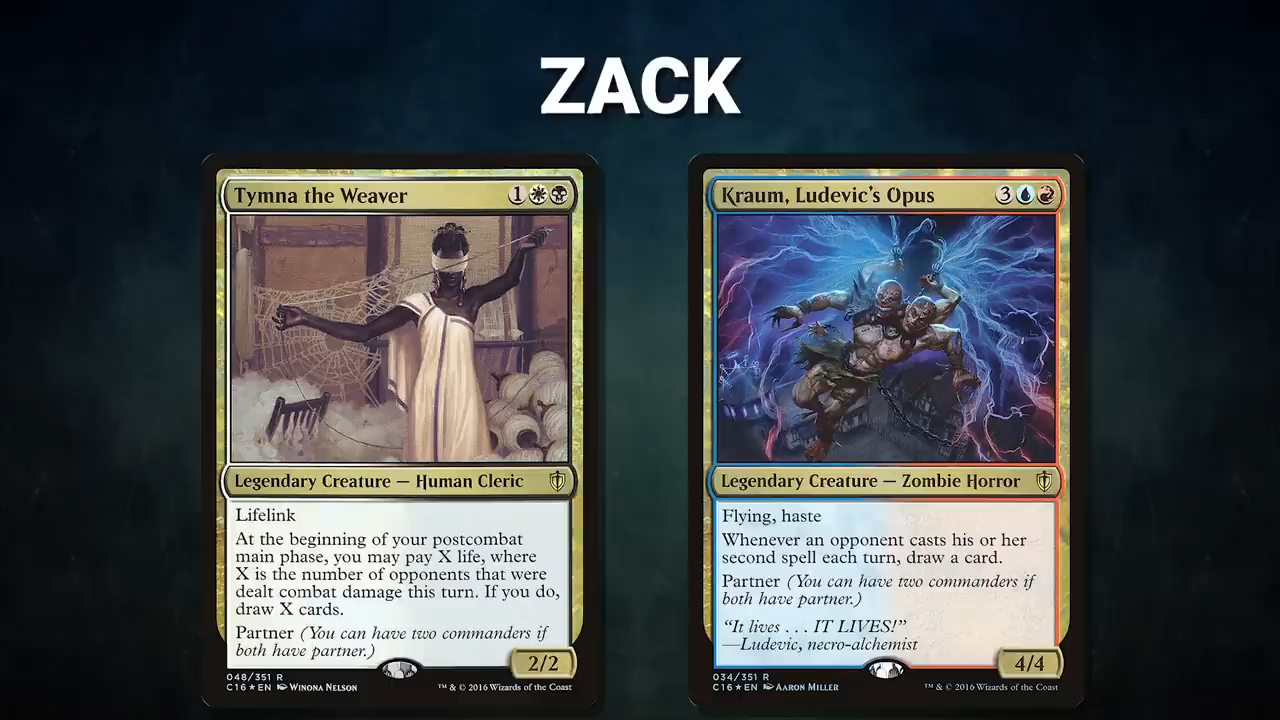 ZACK
Tymna the Weaver 1
Legendary Creature — Human Cleric
Lifelink
At the beginning of your postcombat
main phase, you may pay X life, where
X is the number of opponents that were
dealt combat damage this turn. If you do,
draw X cards.
Partner (You can have two commanders if
both have partner.)
2/2
048/351 R
C16 ★ EN Winona Nelson
™ & © 2016 Wizards of the Coast
Kraum, Ludevic's Opus 3
Legendary Creature — Zombie Horror
Flying, haste
Whenever an opponent casts his or her
second spell each turn, draw a card.
Partner (You can have two commanders if
both have partner.)
“It lives . . . IT LIVES!”
—Ludevic, necro-alchemist
4/4
034/351 R
C16 ★ EN Aaron Miller
™ & © 2016 Wizards of the Coast